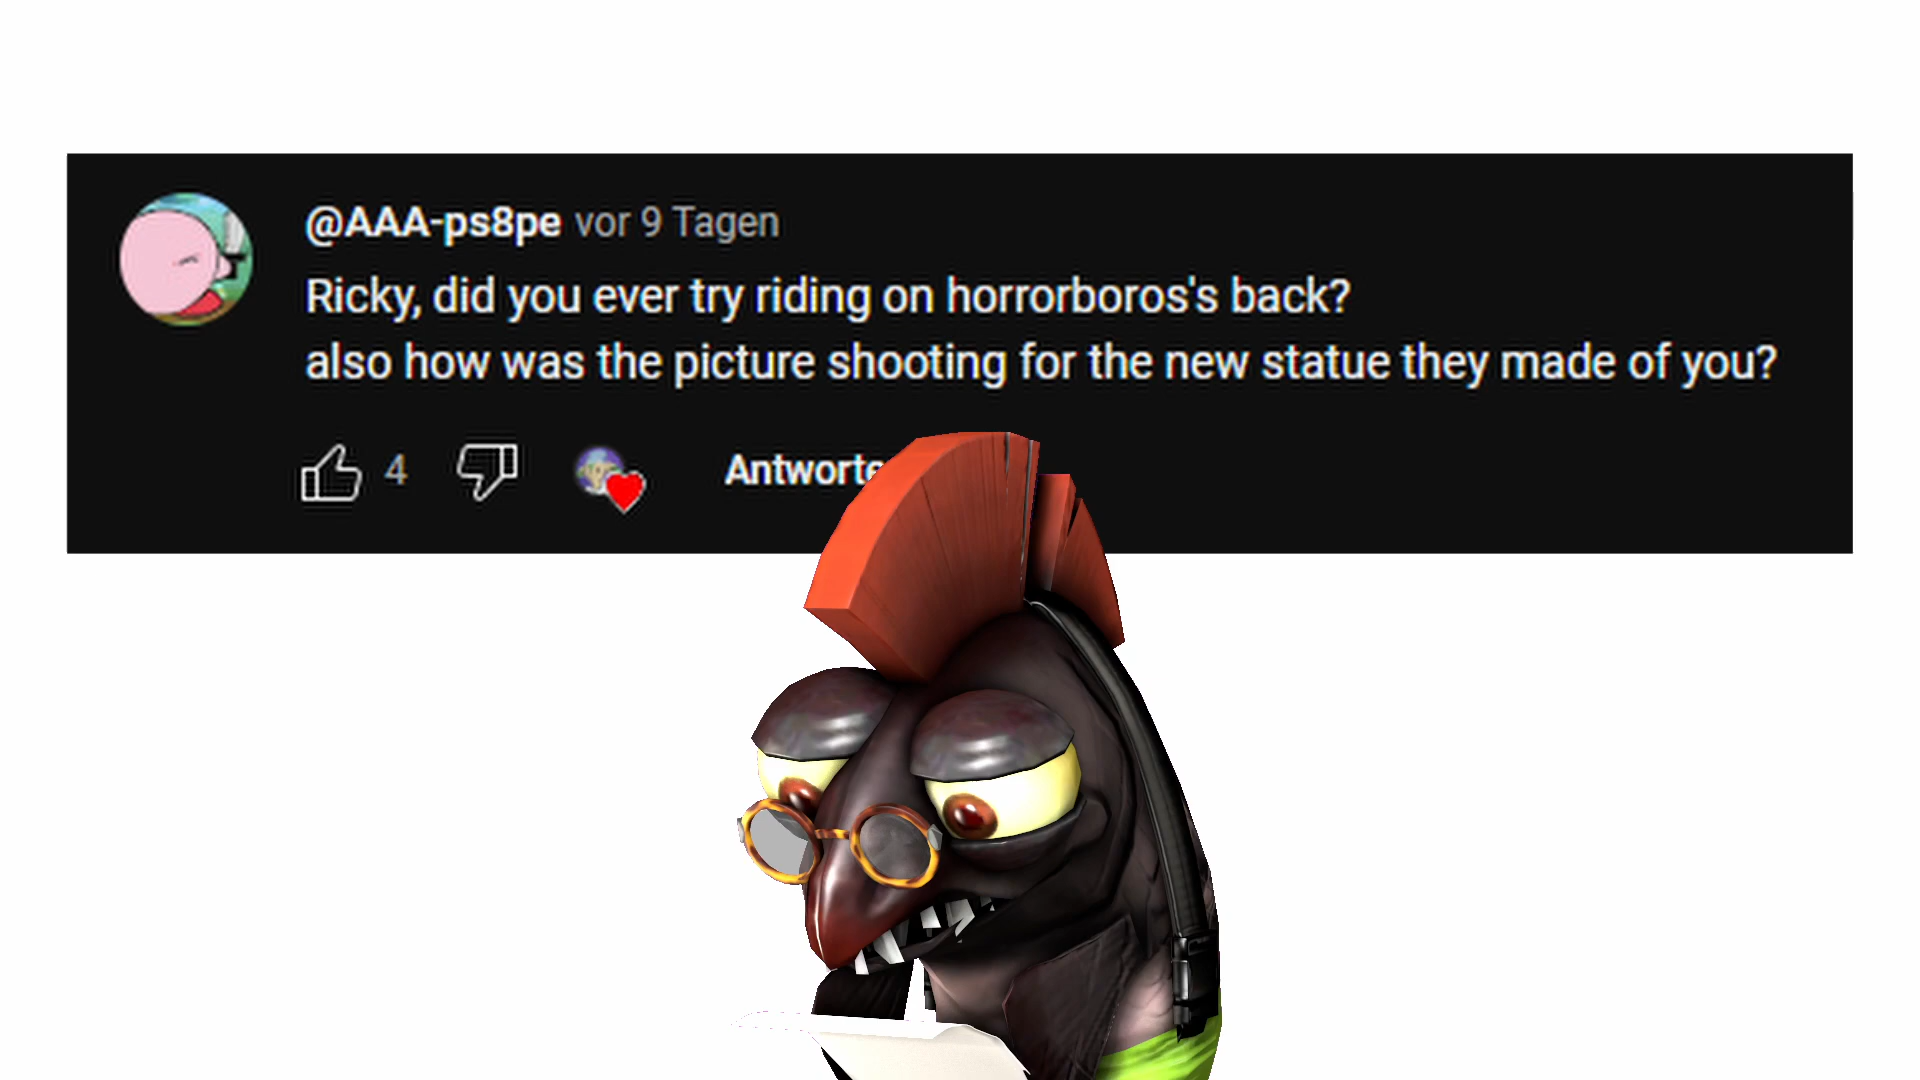 @AAA-ps8pe vor 9 Tagen
Ricky, did you ever try riding on horrorboros's back?
also how was the picture shooting for the new statue they made of you?
4
Antworte